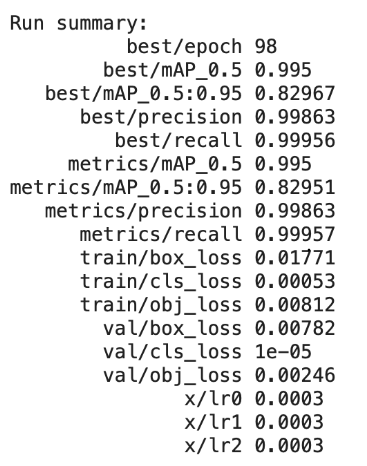 Run summary:
best/epoch 98
best/mAP_0.5 0.995
best/mAP_0.5:0.95 0.82967
best/precision 0.99863
best/recall 0.99956
metrics/mAP_0.5 0.995
metrics/mAP_0.5:0.95 0.82951
metrics/precision 0.99863
metrics/recall 0.99957
train/box_loss 0.01771
train/cls_loss 0.00053
train/obj_loss 0.00812
val/box_loss 0.00782
val/cls_loss 1e-05
val/obj_loss 0.00246
x/lr0 0.0003
x/lr1 0.0003
x/lr2 0.0003